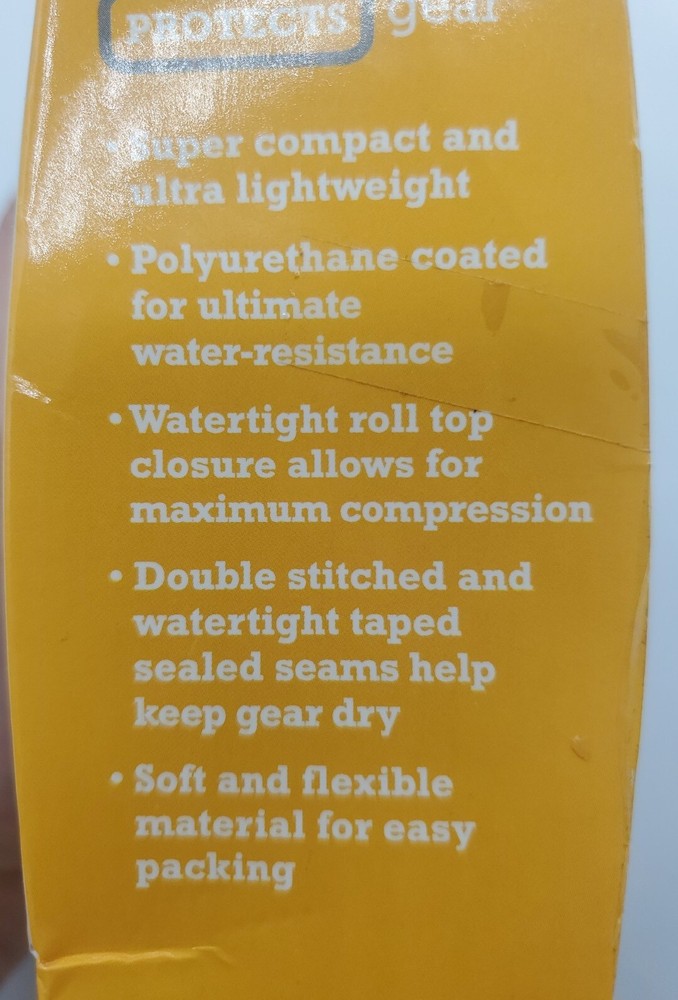 PROTECTS gear
• Super compact and
ultra lightweight
• Polyurethane coated
for ultimate
water-resistance
• Watertight roll top
closure allows for
maximum compression
• Double stitched and
watertight taped
sealed seams help
keep gear dry
• Soft and flexible
material for easy
packing